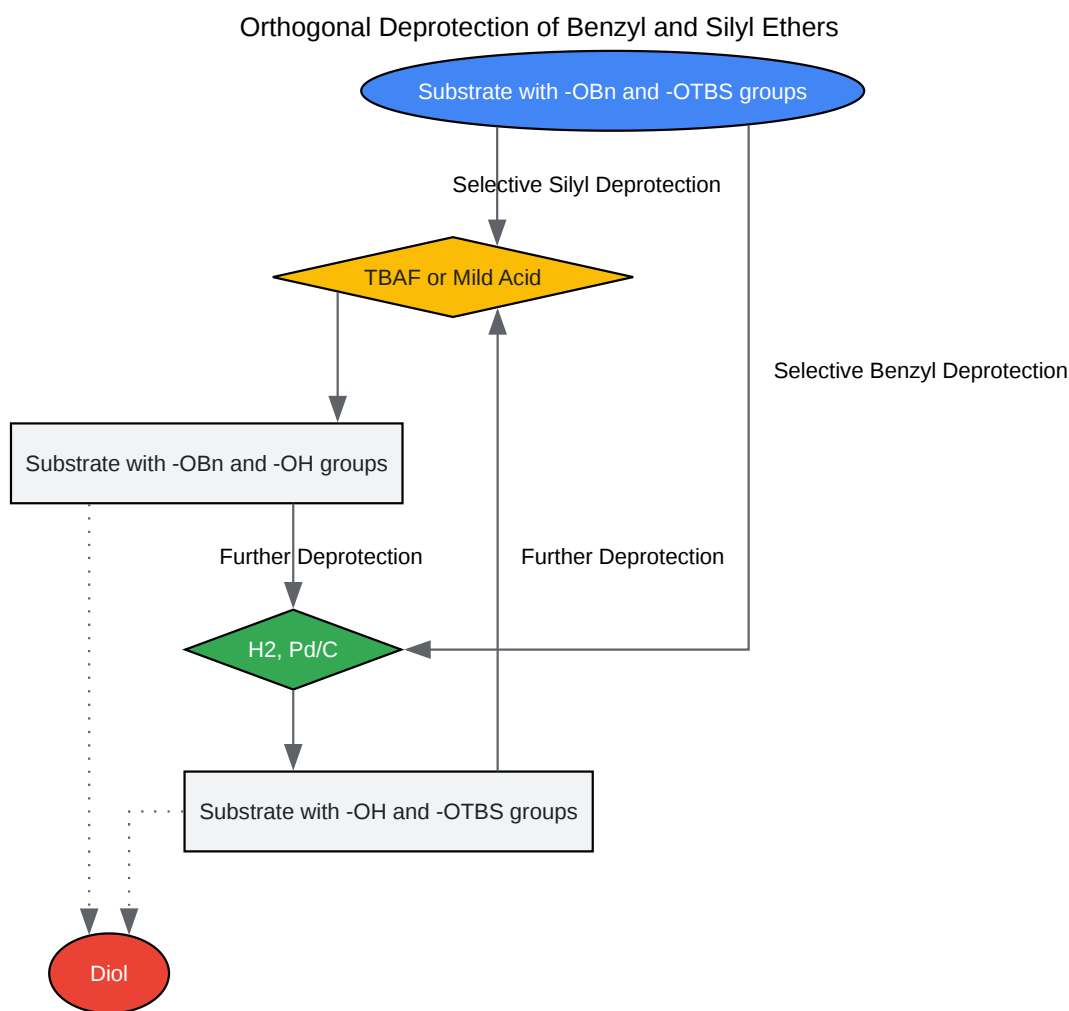 Orthogonal Deprotection of Benzyl and Silyl Ethers
Substrate with -OBn and -OTBS groups
Selective Silyl Deprotection
TBAF or Mild Acid
Selective Benzyl Deprotection
Substrate with -OBn and -OH groups
Further Deprotection
Further Deprotection
H2, Pd/C
Substrate with -OH and -OTBS groups
Diol